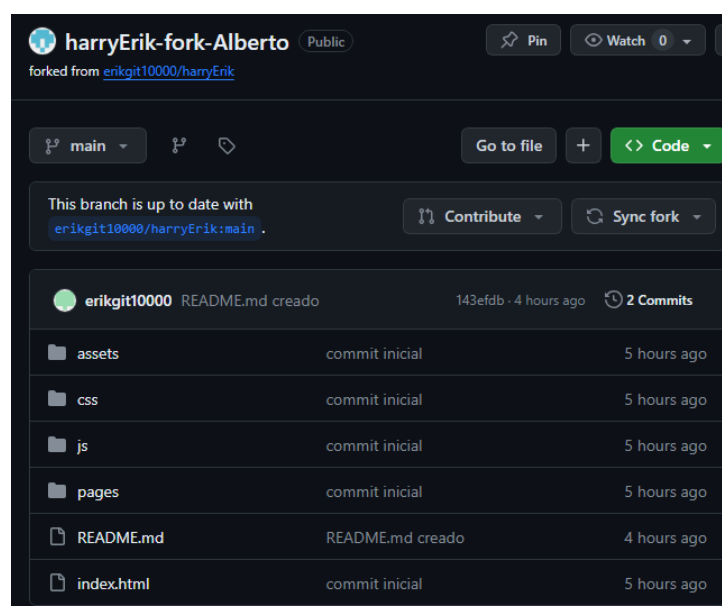 harryErik-fork-Alberto Public Pin Watch 0
forked from erikgit10000/harryErik
main Go to file + <> Code
This branch is up to date with
erikgit10000/harryErik:main .
Contribute Sync fork
erikgit10000 README.md creado 143efdb · 4 hours ago 2 Commits
assets commit inicial 5 hours ago
css commit inicial 5 hours ago
js commit inicial 5 hours ago
pages commit inicial 5 hours ago
README.md README.md creado 4 hours ago
index.html commit inicial 5 hours ago